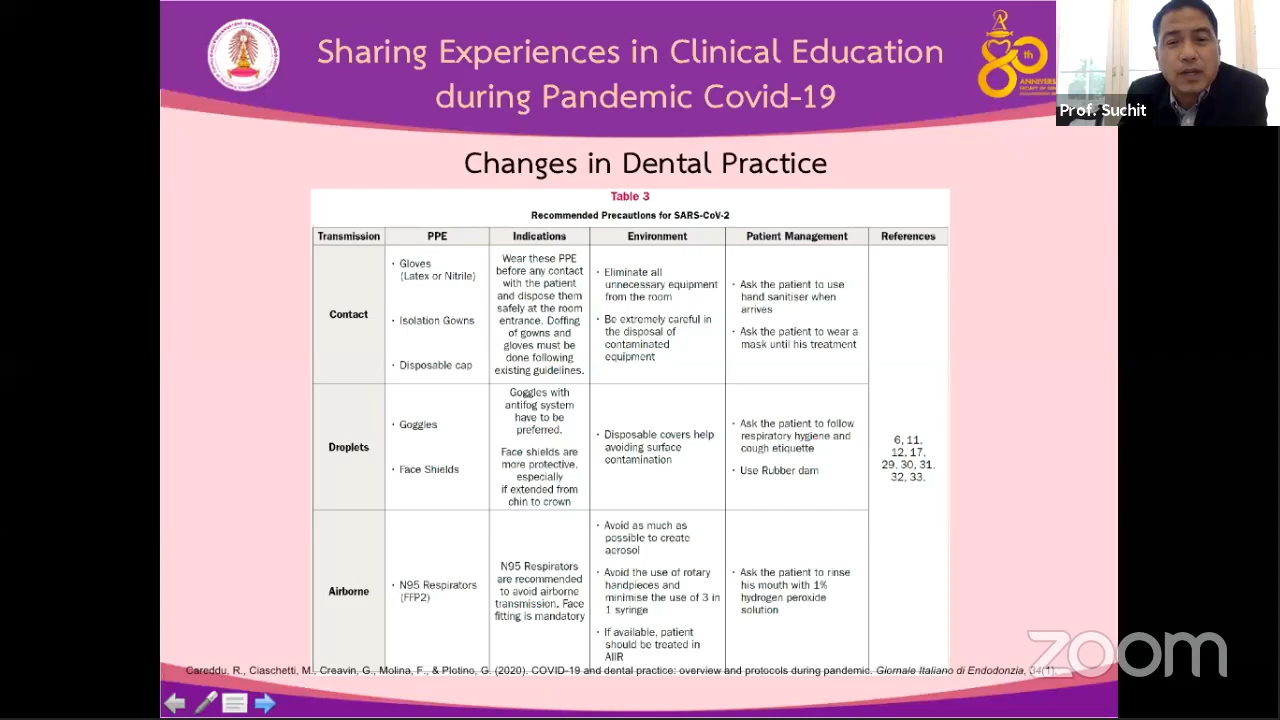 Sharing Experiences in Clinical Education
during Pandemic Covid-19
80th
ANNIVERS
Prof. Suchit
Changes in Dental Practice
Table 3
Recommended Precautions for SARS-CoV-2
Transmission PPE Indications Environment Patient Management References
Contact
· Gloves
(Latex or Nitrile)
· Isolation Gowns
· Disposable cap
Wear these PPE
before any contact
with the patient
and dispose them
safely at the room
entrance. Doffing
of gowns and
gloves must be
done following
existing guidelines.
· Eliminate all
unnecessary equipment
from the room
· Be extremely careful in
the disposal of
contaminated
equipment
· Ask the patient to use
hand sanitiser when
arrives
· Ask the patient to wear a
mask until his treatment
Droplets
· Goggles
· Face Shields
Goggles with
antifog system
have to be
preferred.
Face shields are
more protective,
especially
if extended from
chin to crown
· Disposable covers help
avoiding surface
contamination
· Ask the patient to follow
respiratory hygiene and
cough etiquette
· Use Rubber dam
6, 11,
12, 17,
29, 30, 31,
32, 33.
Airborne
· N95 Respirators
(FFP2)
N95 Respirators
are recommended
to avoid airborne
transmission. Face
fitting is mandatory
· Avoid as much as
possible to create
aerosol
· Avoid the use of rotary
handpieces and
minimise the use of 3 in
1 syringe
· If available, patient
should be treated in
AIIR
· Ask the patient to rinse
his mouth with 1%
hydrogen peroxide
solution
Careddu, R., Ciaschetti, M., Creavin, G., Molina, F., & Plotino, G. (2020). COVID-19 and dental practice: overview and protocols during pandemic. Giornale Italiano di Endodonzia, 34(1).
zoom